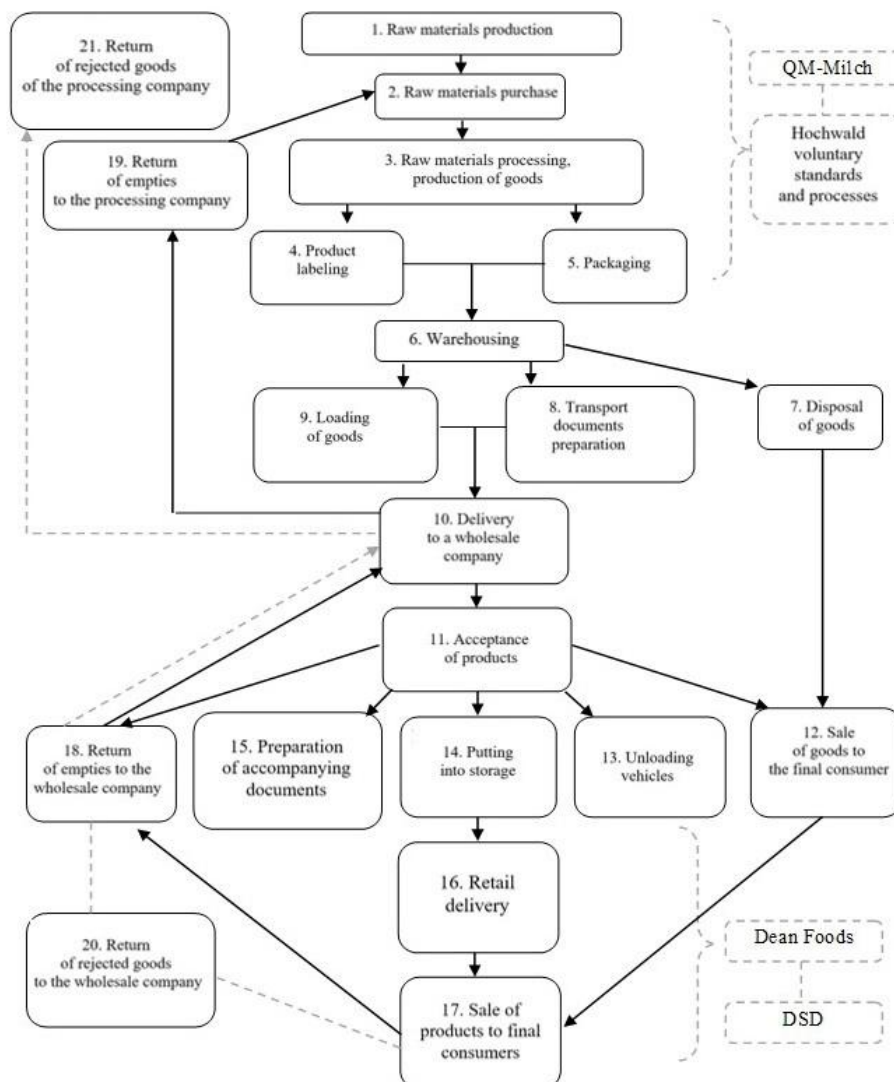 21. Return
of rejected goods
of the processing company
1. Raw materials production
QM-Milch
2. Raw materials purchase
Hochwald
voluntary
standards
and processes
19. Return
of empties
to the processing company
3. Raw materials processing,
production of goods
4. Product
labeling
5. Packaging
6. Warehousing
9. Loading
of goods
8. Transport
documents
preparation
7. Disposal
of goods
10. Delivery
to a wholesale
company
11. Acceptance
of products
18. Return
of empties to the
wholesale company
15. Preparation
of accompanying
documents
14. Putting
into storage
13. Unloading
vehicles
12. Sale
of goods to
the final consumer
16. Retail
delivery
20. Return
of rejected goods
to the wholesale company
Dean Foods
17. Sale of
products to final
consumers
DSD